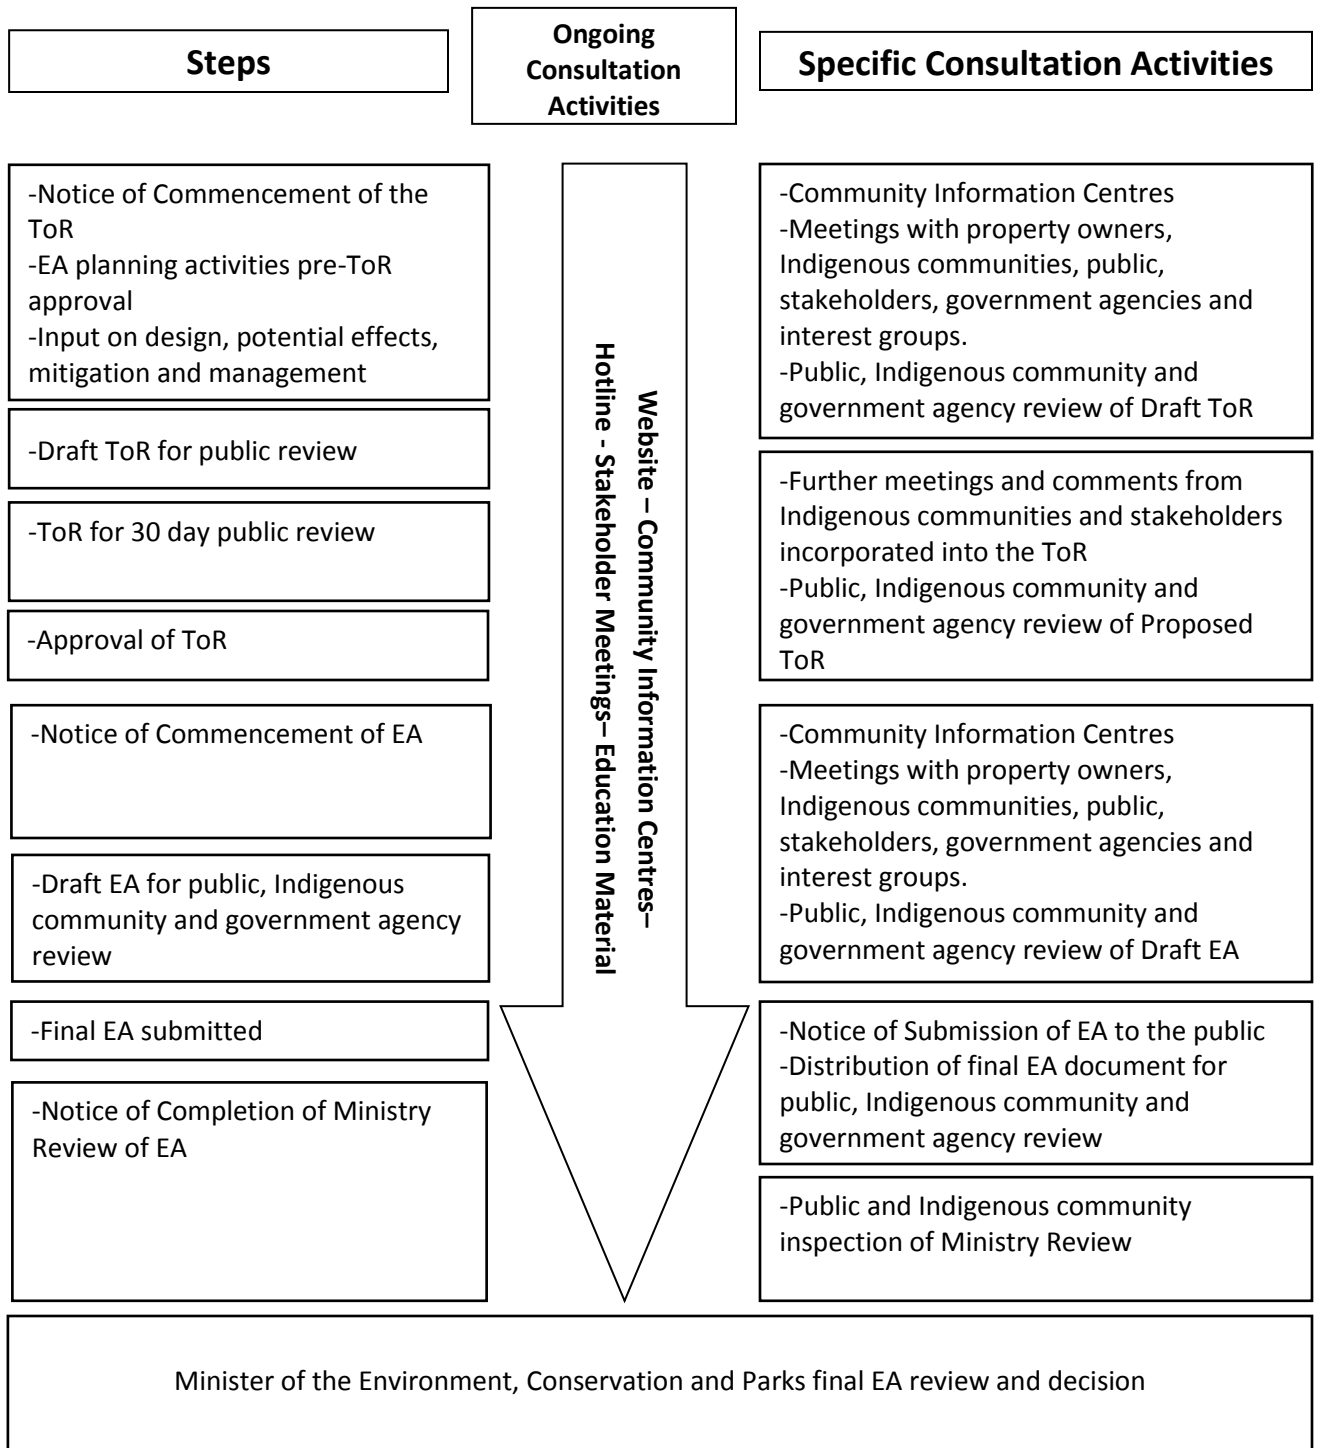 Steps
Ongoing
Consultation
Activities
Specific Consultation Activities
-Notice of Commencement of the
ToR
-EA planning activities pre-ToR
approval
-Input on design, potential effects,
mitigation and management
-Draft ToR for public review
-ToR for 30 day public review
-Approval of ToR
-Notice of Commencement of EA
-Draft EA for public, Indigenous
community and government agency
review
-Final EA submitted
-Notice of Completion of Ministry
Review of EA
Website – Community Information Centres–
Hotline - Stakeholder Meetings– Education Material
-Community Information Centres
-Meetings with property owners,
Indigenous communities, public,
stakeholders, government agencies and
interest groups.
-Public, Indigenous community and
government agency review of Draft ToR
-Further meetings and comments from
Indigenous communities and stakeholders
incorporated into the ToR
-Public, Indigenous community and
government agency review of Proposed
ToR
-Community Information Centres
-Meetings with property owners,
Indigenous communities, public,
stakeholders, government agencies and
interest groups.
-Public, Indigenous community and
government agency review of Draft EA
-Notice of Submission of EA to the public
-Distribution of final EA document for
public, Indigenous community and
government agency review
-Public and Indigenous community
inspection of Ministry Review
Minister of the Environment, Conservation and Parks final EA review and decision